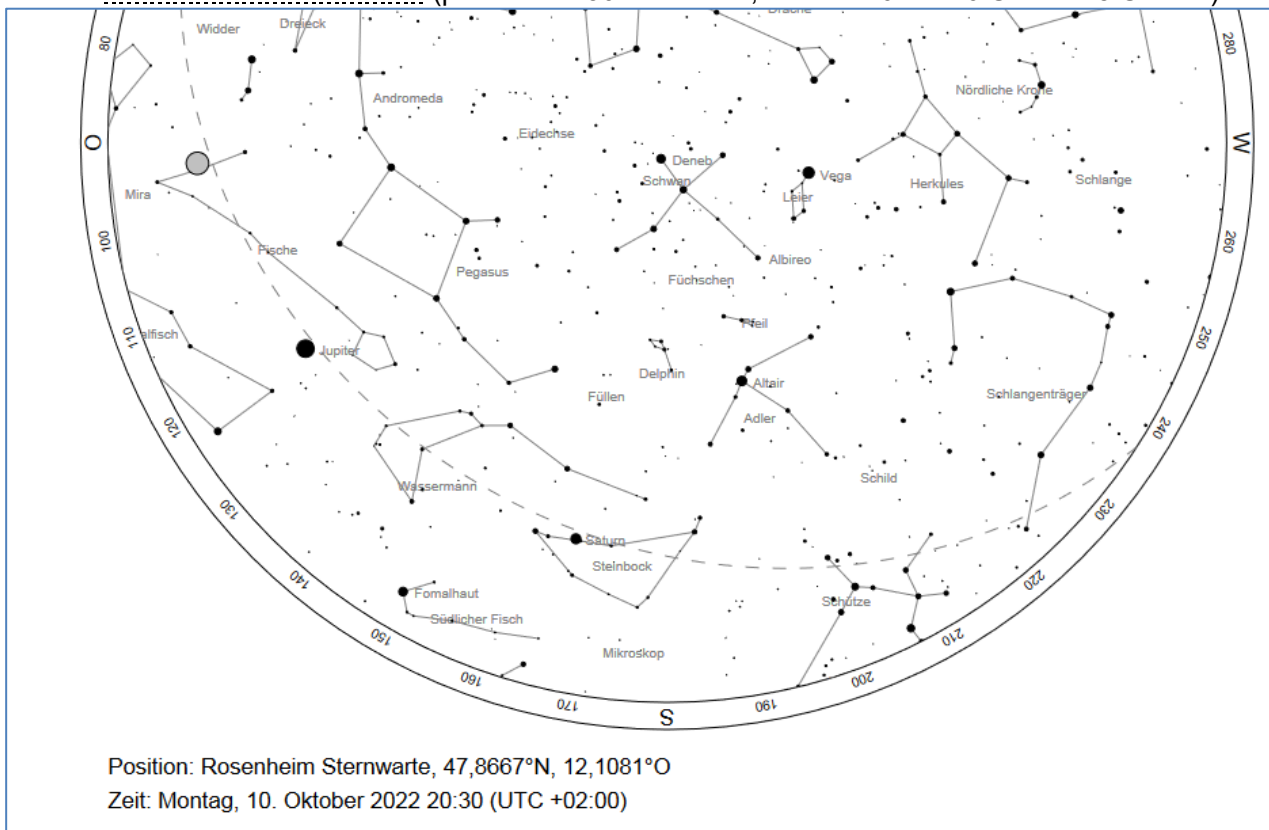 Drache
Widder
Dreieck
280
80
Nördliche Krone
Andromeda
Eidechse
O
W
Deneb
Vega
Schwan
Herkules
Schlange
Mira
Leier
100
260
Fische
Albireo
Pegasus
Füchschen
Pfeil
110
alfisch
250
Jupiter
Delphin
Altair
Füllen
Schlangenträger
Adler
120
240
Schild
Wassermann
130
230
Saturn
Steinbock
140
220
Fomalhaut
Schütze
Südlicher Fisch
150
210
Mikroskop
160
200
170
190
S
Position: Rosenheim Sternwarte, 47,8667°N, 12,1081°O
Zeit: Montag, 10. Oktober 2022 20:30 (UTC +02:00)